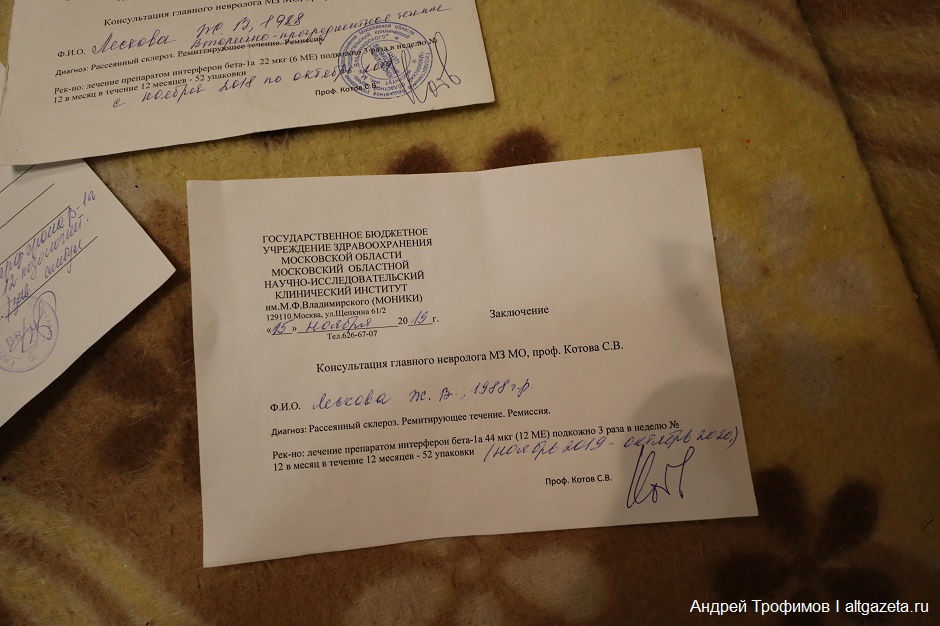 Консультация главного невролога МЗ МО,
Ф.И.О. Лескова Ж В, 1988
Вторично-прогредиентное течение
Диагноз: Рассеянный склероз. Ремиттирующее течение. Ремиссия.
Рек-но: лечение препаратом интерферон бета-1а 22 мкг (6 МЕ) подкожно 3 раза в неделю №
12 в месяц в течение 12 месяцев - 52 упаковки
с ноября 2018 по октябрь 2019
Проф. Котов С.В.
ГОСУДАРСТВЕННОЕ БЮДЖЕТНОЕ
УЧРЕЖДЕНИЕ ЗДРАВООХРАНЕНИЯ
МОСКОВСКОЙ ОБЛАСТИ
МОСКОВСКИЙ ОБЛАСТНОЙ
НАУЧНО-ИССЛЕДОВАТЕЛЬСКИЙ
КЛИНИЧЕСКИЙ ИНСТИТУТ
им.М.Ф.Владимирского (МОНИКИ)
129110 Москва, ул.Щепкина 61/2
«15» ноября 2019 г.
Тел.626-67-07
Заключение
Консультация главного невролога МЗ МО, проф. Котова С.В.
Ф.И.О. Лескова Ж. В., 1988 г.р.
Диагноз: Рассеянный склероз. Ремитирующее течение. Ремиссия.
Рек-но: лечение препаратом интерферон бета-1а 44 мкг (12 МЕ) подкожно 3 раза в неделю №
12 в месяц в течение 12 месяцев - 52 упаковки (ноябрь 2019 - октябрь 2020)
Проф. Котов С.В.
Андрей Трофимов I altgazeta.ru